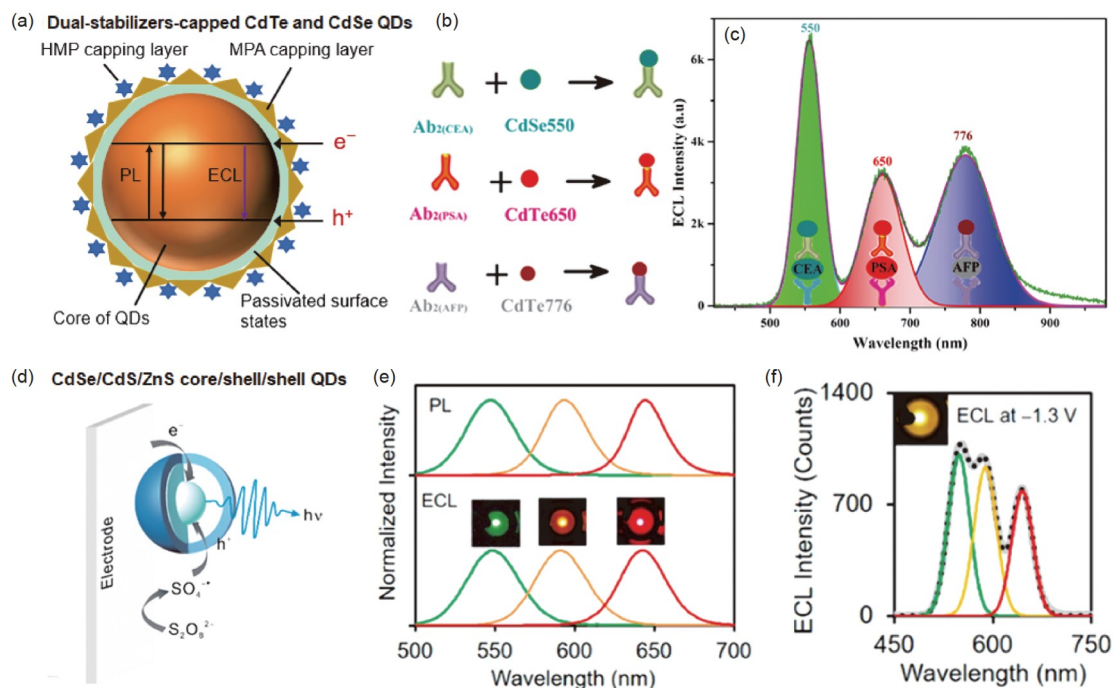 (a) Dual-stabilizers-capped CdTe and CdSe QDs
HMP capping layer
MPA capping layer
PL
ECL
e⁻
h⁺
Core of QDs
Passivated surface
states
(b)
Ab2(CEA)
+
CdSe550
Ab2(PSA)
+
CdTe650
Ab2(AFP)
+
CdTe776
(c)
ECL Intensity (a.u)
6k
4k
2k
0
550
650
776
CEA
PSA
AFP
500 600 700 800 900
Wavelength (nm)
(d) CdSe/CdS/ZnS core/shell/shell QDs
Electrode
e⁻
h⁺
hν
SO₄⁻•
S₂O₈²⁻
(e)
Normalized Intensity
PL
ECL
500 550 600 650 700
Wavelength (nm)
(f)
ECL Intensity (Counts)
1400
700
0
ECL at –1.3 V
450 600 750
Wavelength (nm)